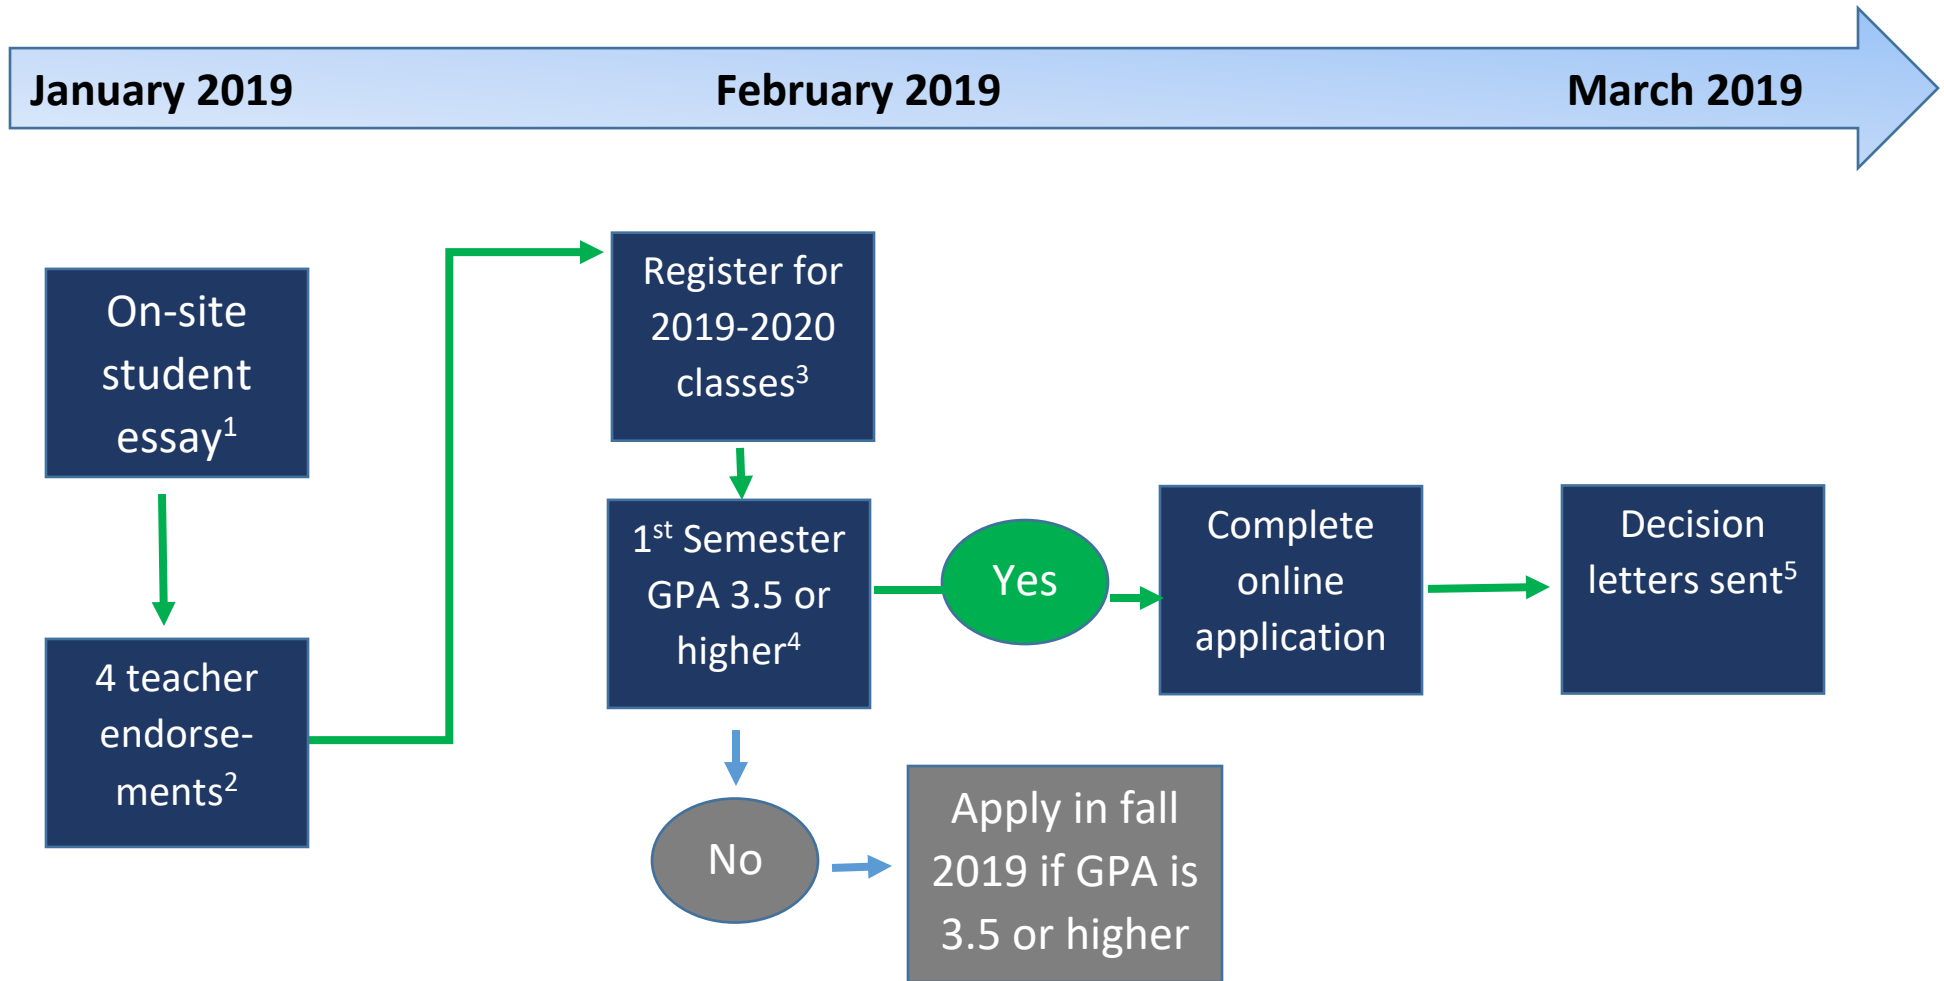 January 2019
February 2019
March 2019
On-site
student
essay¹
4 teacher
endorse-
ments²
Register for
2019-2020
classes³
1st Semester
GPA 3.5 or
higher⁴
Yes
Complete
online
application
Decision
letters sent⁵
No
Apply in fall
2019 if GPA is
3.5 or higher